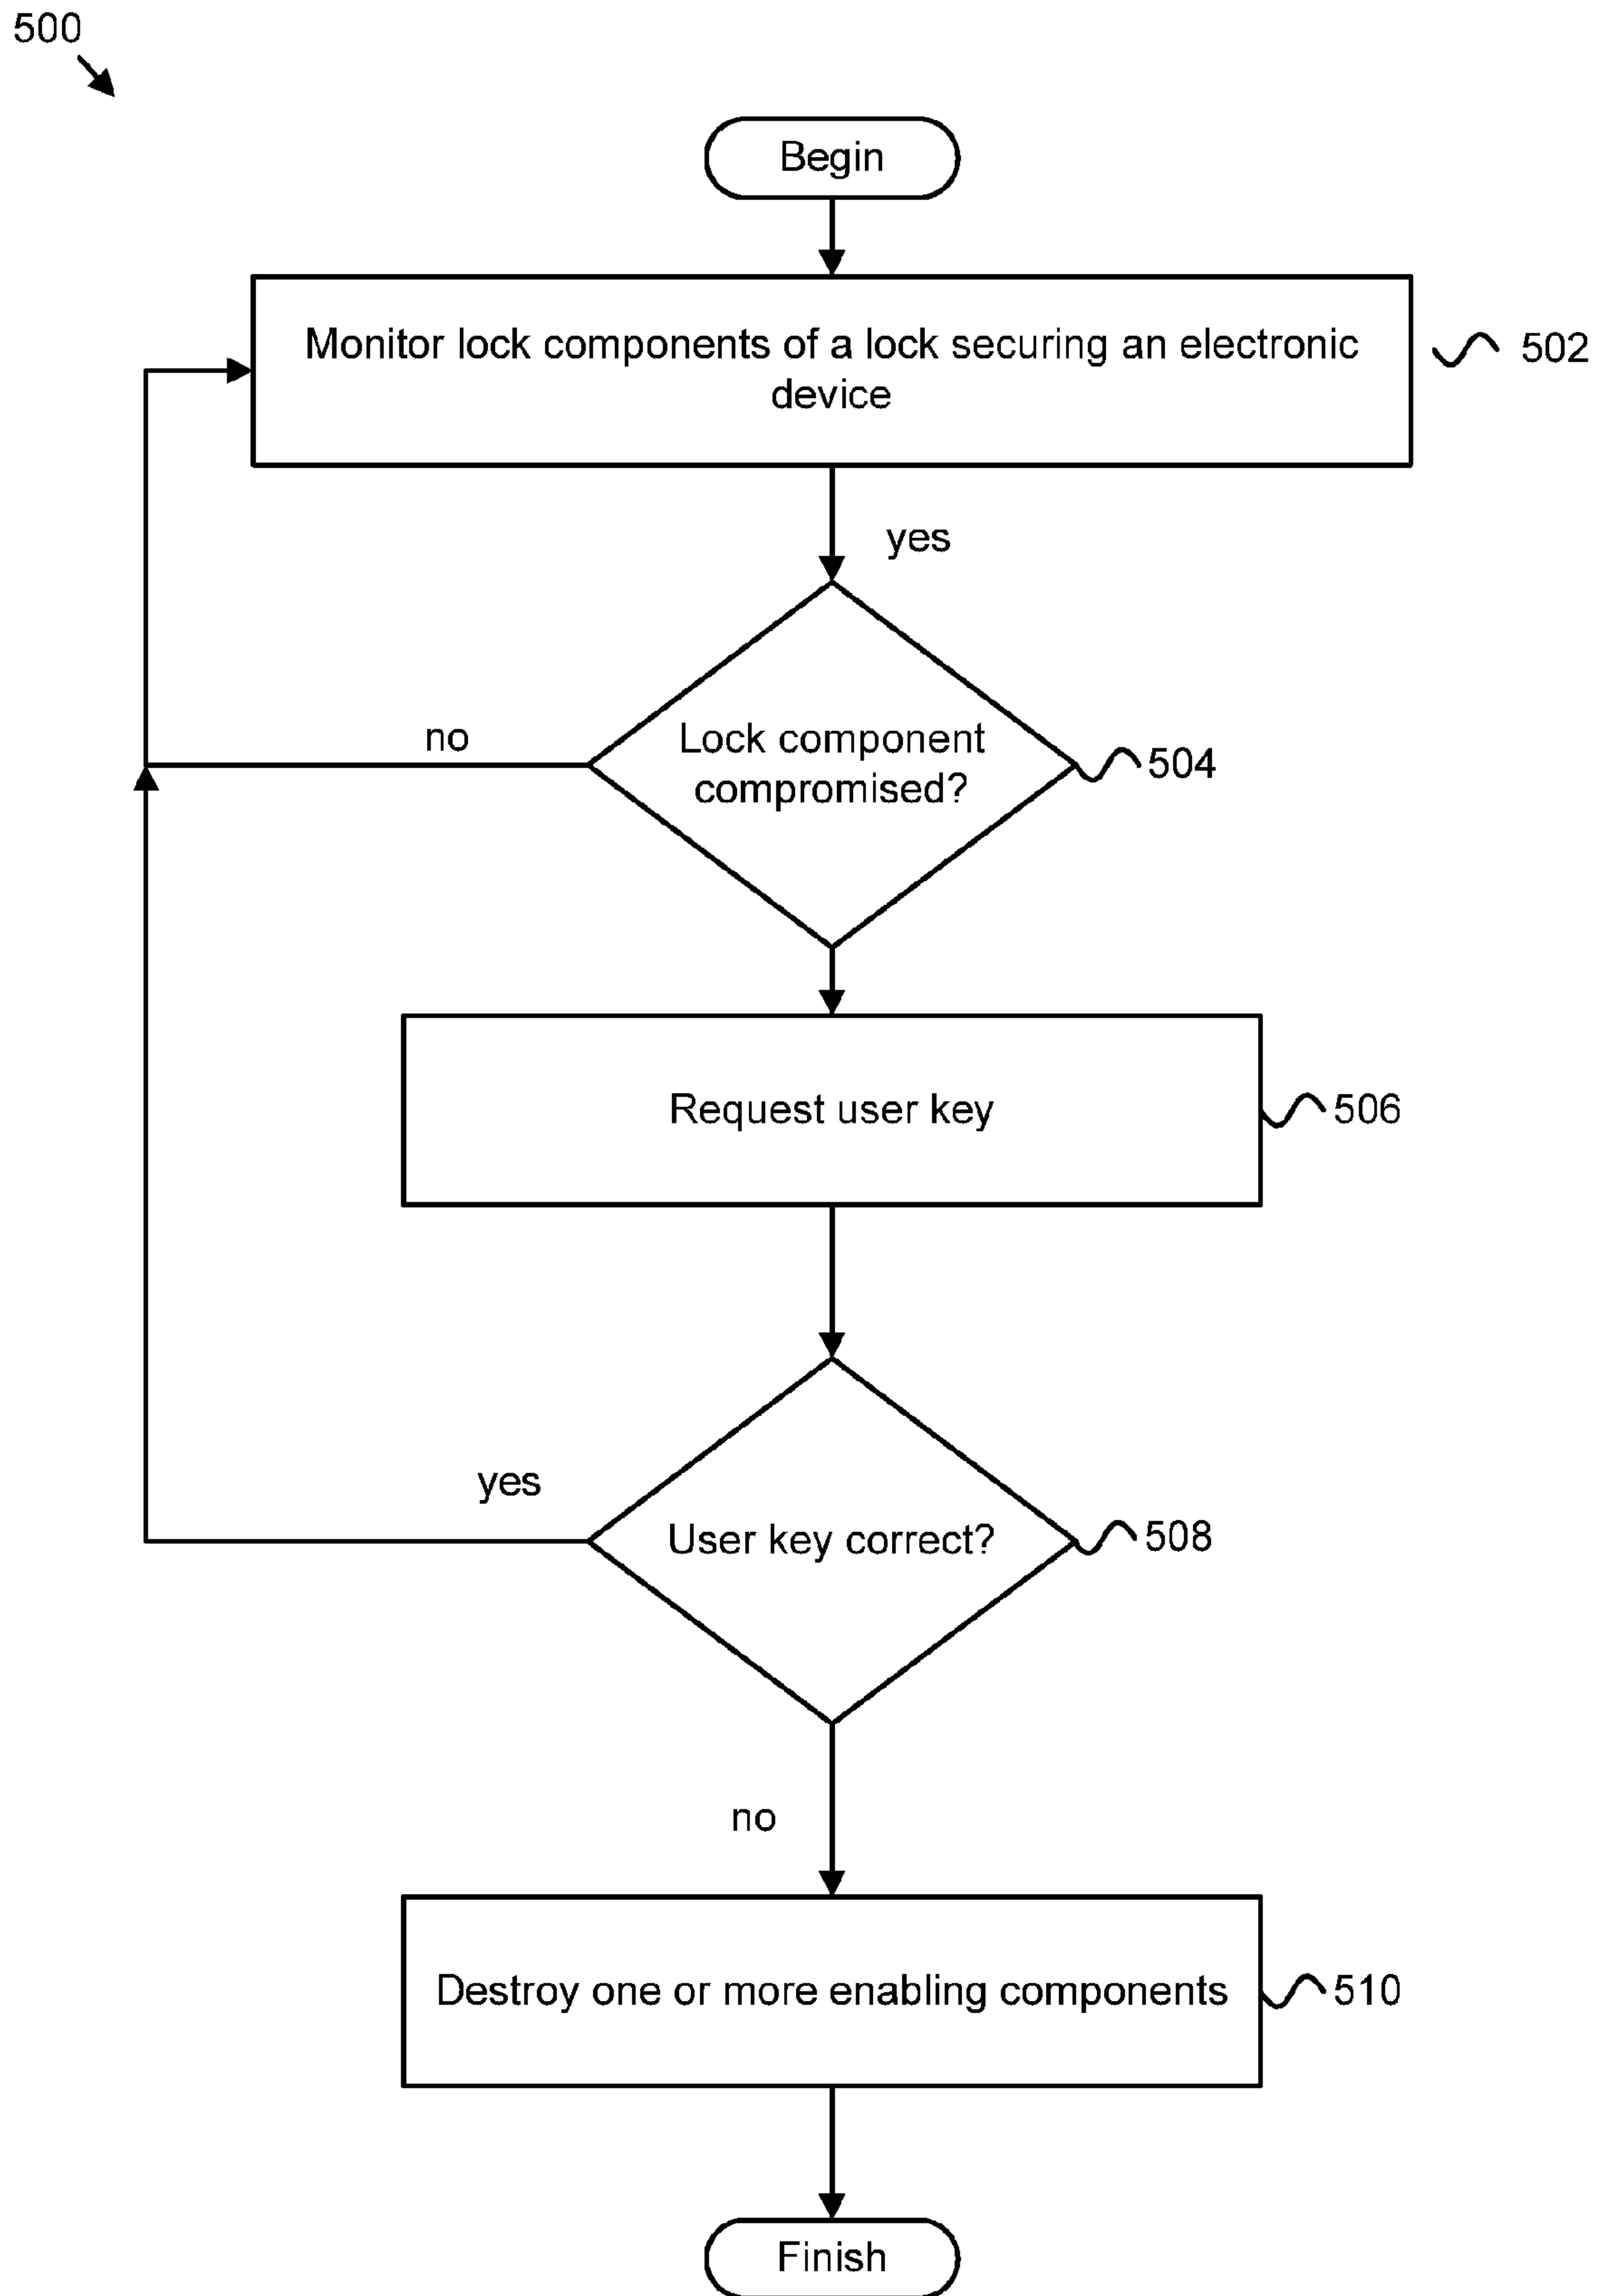 500
Begin
Monitor lock components of a lock securing an electronic
device
502
yes
no
Lock component
compromised?
504
Request user key
506
yes
User key correct?
508
no
Destroy one or more enabling components
510
Finish